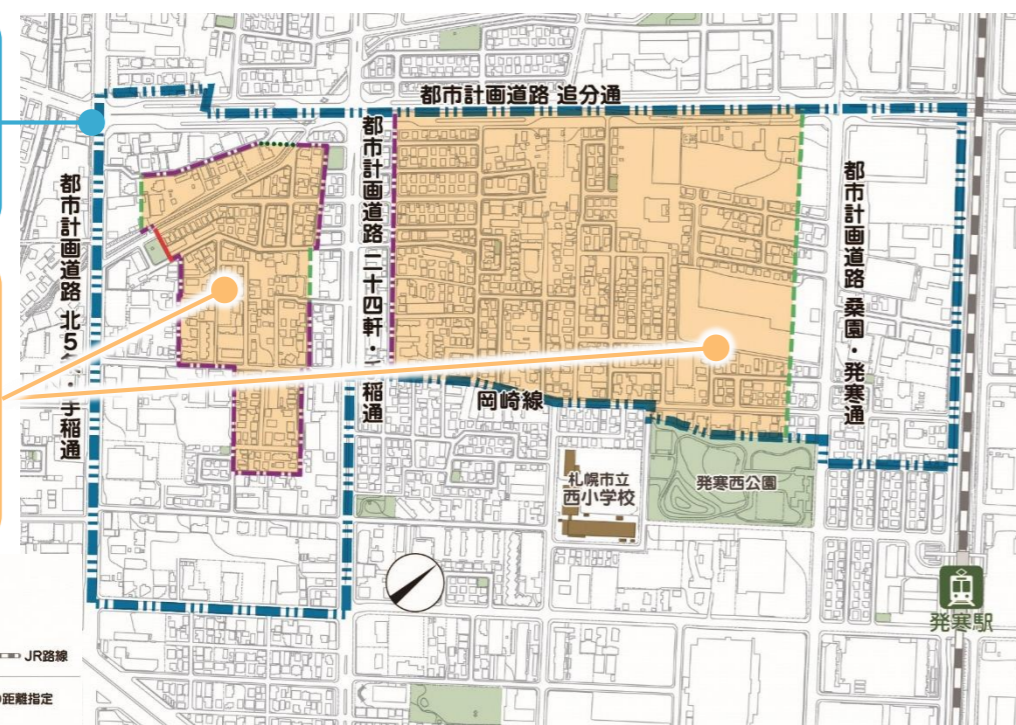 都市計画道路 追分通
都市計画道路 北5条・手稲通
都市計画道路 二十四軒・手稲通
都市計画道路 桑園・発寒通
岡崎線
札幌市立
西小学校
発寒西公園
発寒駅
JR路線
距離指定